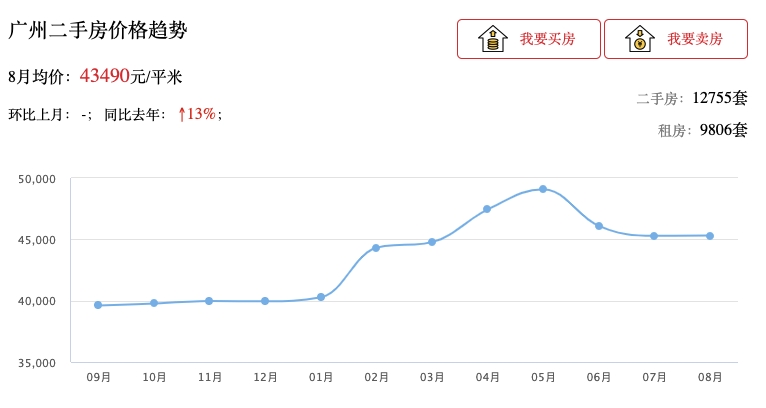 广州二手房价格趋势
我要买房
我要卖房
8月均价：43490元/平米
二手房：12755套
环比上月： -； 同比去年： ↑13%；
租房：9806套
50,000
45,000
40,000
35,000
09月 10月 11月 12月 01月 02月 03月 04月 05月 06月 07月 08月